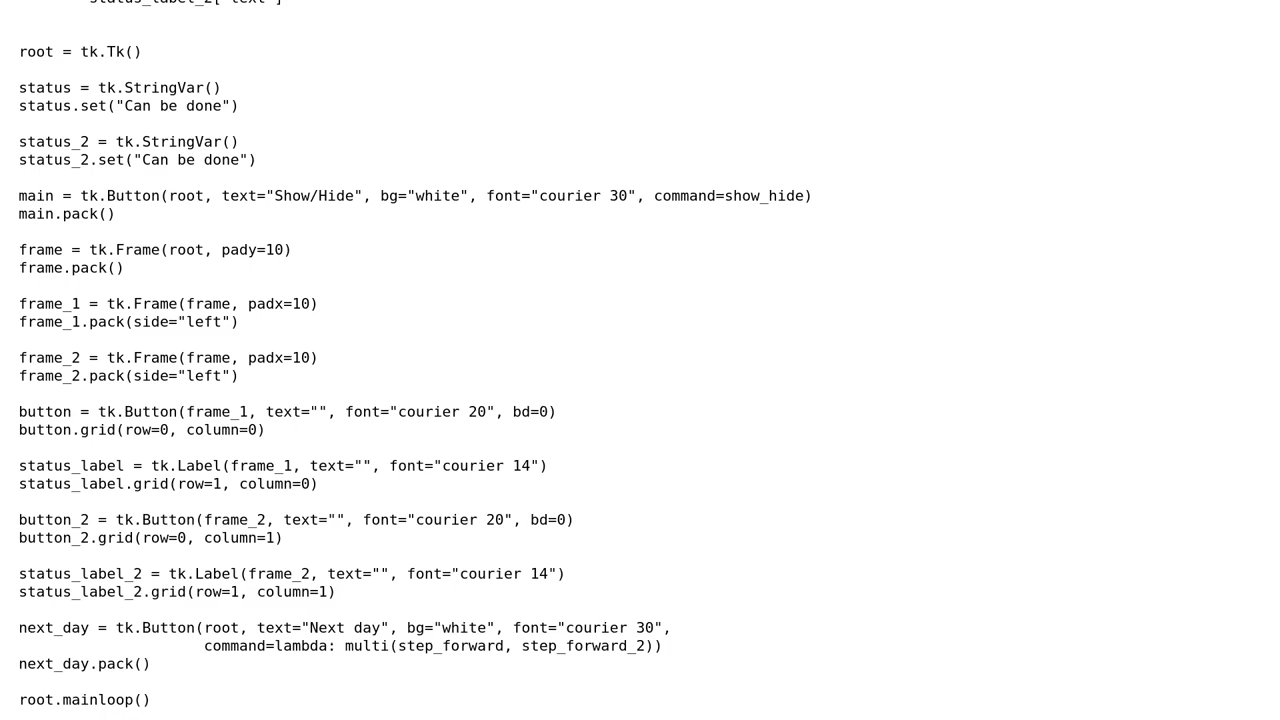 status_label_2["text"]
root = tk.Tk()
status = tk.StringVar()
status.set("Can be done")
status_2 = tk.StringVar()
status_2.set("Can be done")
main = tk.Button(root, text="Show/Hide", bg="white", font="courier 30", command=show_hide)
main.pack()
frame = tk.Frame(root, pady=10)
frame.pack()
frame_1 = tk.Frame(frame, padx=10)
frame_1.pack(side="left")
frame_2 = tk.Frame(frame, padx=10)
frame_2.pack(side="left")
button = tk.Button(frame_1, text="", font="courier 20", bd=0)
button.grid(row=0, column=0)
status_label = tk.Label(frame_1, text="", font="courier 14")
status_label.grid(row=1, column=0)
button_2 = tk.Button(frame_2, text="", font="courier 20", bd=0)
button_2.grid(row=0, column=1)
status_label_2 = tk.Label(frame_2, text="", font="courier 14")
status_label_2.grid(row=1, column=1)
next_day = tk.Button(root, text="Next day", bg="white", font="courier 30",
command=lambda: multi(step_forward, step_forward_2))
next_day.pack()
root.mainloop()